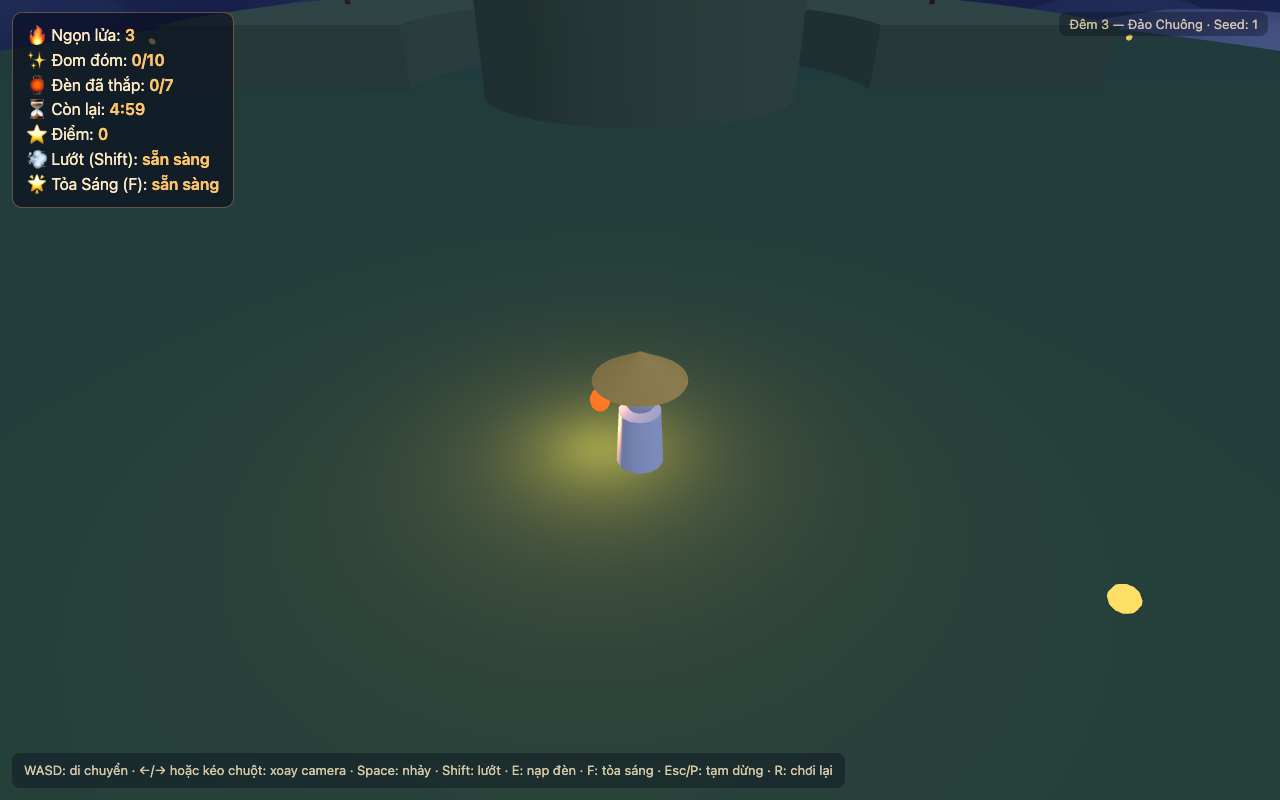 🔥 Ngọn lửa: 3
✨ Đom đóm: 0/10
🏮 Đèn đã thắp: 0/7
⏳ Còn lại: 4:59
⭐ Điểm: 0
💨 Lướt (Shift): sẵn sàng
🌟 Tỏa Sáng (F): sẵn sàng
Đêm 3 — Đảo Chuông · Seed: 1
WASD: di chuyển · ←/→ hoặc kéo chuột: xoay camera · Space: nhảy · Shift: lướt · E: nạp đèn · F: tỏa sáng · Esc/P: tạm dừng · R: chơi lại